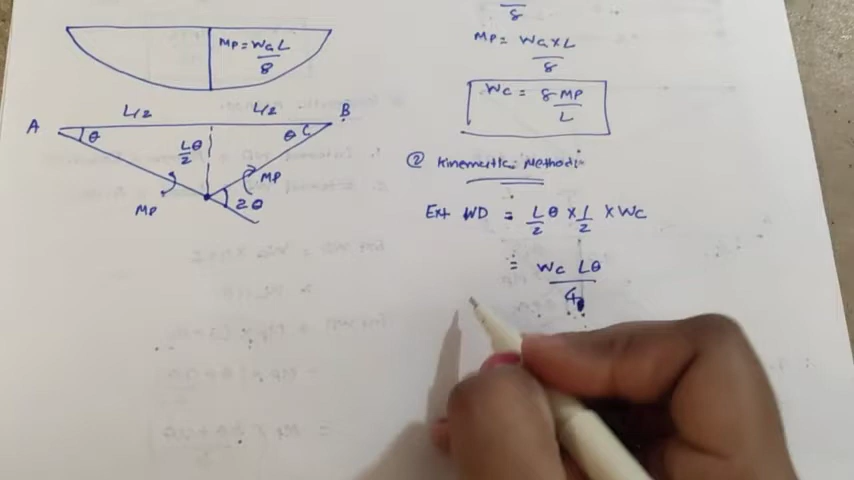 8
MP = WcL
8
MP = Wc x L
8
Wc = 8 MP
L
L/2 L/2
A B
θ Lθ θ C
2
MP MP 2θ
② Kinematic Method:
Ext WD = L θ x 1 x Wc
2 2
= Wc Lθ
4